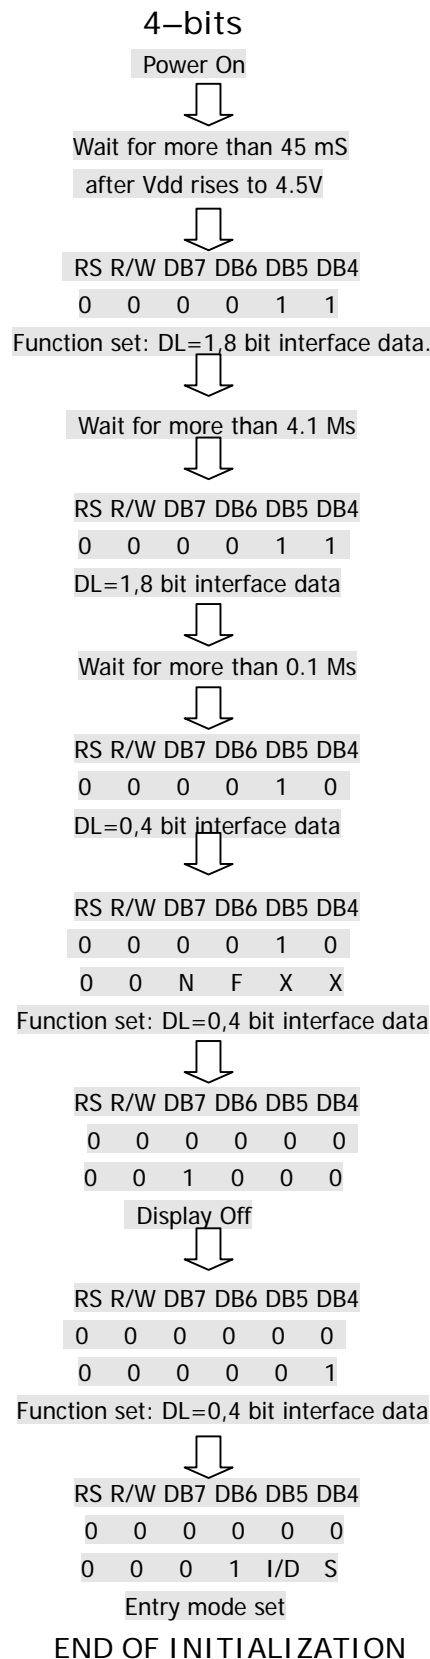 4–bits
Power On
Wait for more than 45 mS
after Vdd rises to 4.5V
RS R/W DB7 DB6 DB5 DB4
0 0 0 0 1 1
Function set: DL=1,8 bit interface data.
Wait for more than 4.1 Ms
RS R/W DB7 DB6 DB5 DB4
0 0 0 0 1 1
DL=1,8 bit interface data
Wait for more than 0.1 Ms
RS R/W DB7 DB6 DB5 DB4
0 0 0 0 1 0
DL=0,4 bit interface data
RS R/W DB7 DB6 DB5 DB4
0 0 0 0 1 0
0 0 N F X X
Function set: DL=0,4 bit interface data
RS R/W DB7 DB6 DB5 DB4
0 0 0 0 0 0
0 0 1 0 0 0
Display Off
RS R/W DB7 DB6 DB5 DB4
0 0 0 0 0 0
0 0 0 0 0 1
Function set: DL=0,4 bit interface data
RS R/W DB7 DB6 DB5 DB4
0 0 0 0 0 0
0 0 0 1 I/D S
Entry mode set
END OF INITIALIZATION